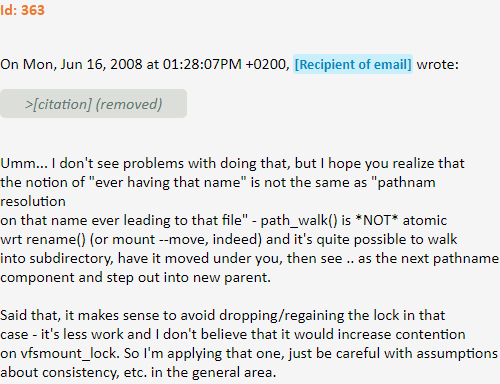 Id: 363
On Mon, Jun 16, 2008 at 01:28:07PM +0200, [Recipient of email] wrote:
>[citation] (removed)
Umm... I don't see problems with doing that, but I hope you realize that
the notion of "ever having that name" is not the same as "pathnam
resolution
on that name ever leading to that file" - path_walk() is *NOT* atomic
wrt rename() (or mount --move, indeed) and it's quite possible to walk
into subdirectory, have it moved under you, then see .. as the next pathname
component and step out into new parent.
Said that, it makes sense to avoid dropping/regaining the lock in that
case - it's less work and I don't believe that it would increase contention
on vfsmount_lock. So I'm applying that one, just be careful with assumptions
about consistency, etc. in the general area.